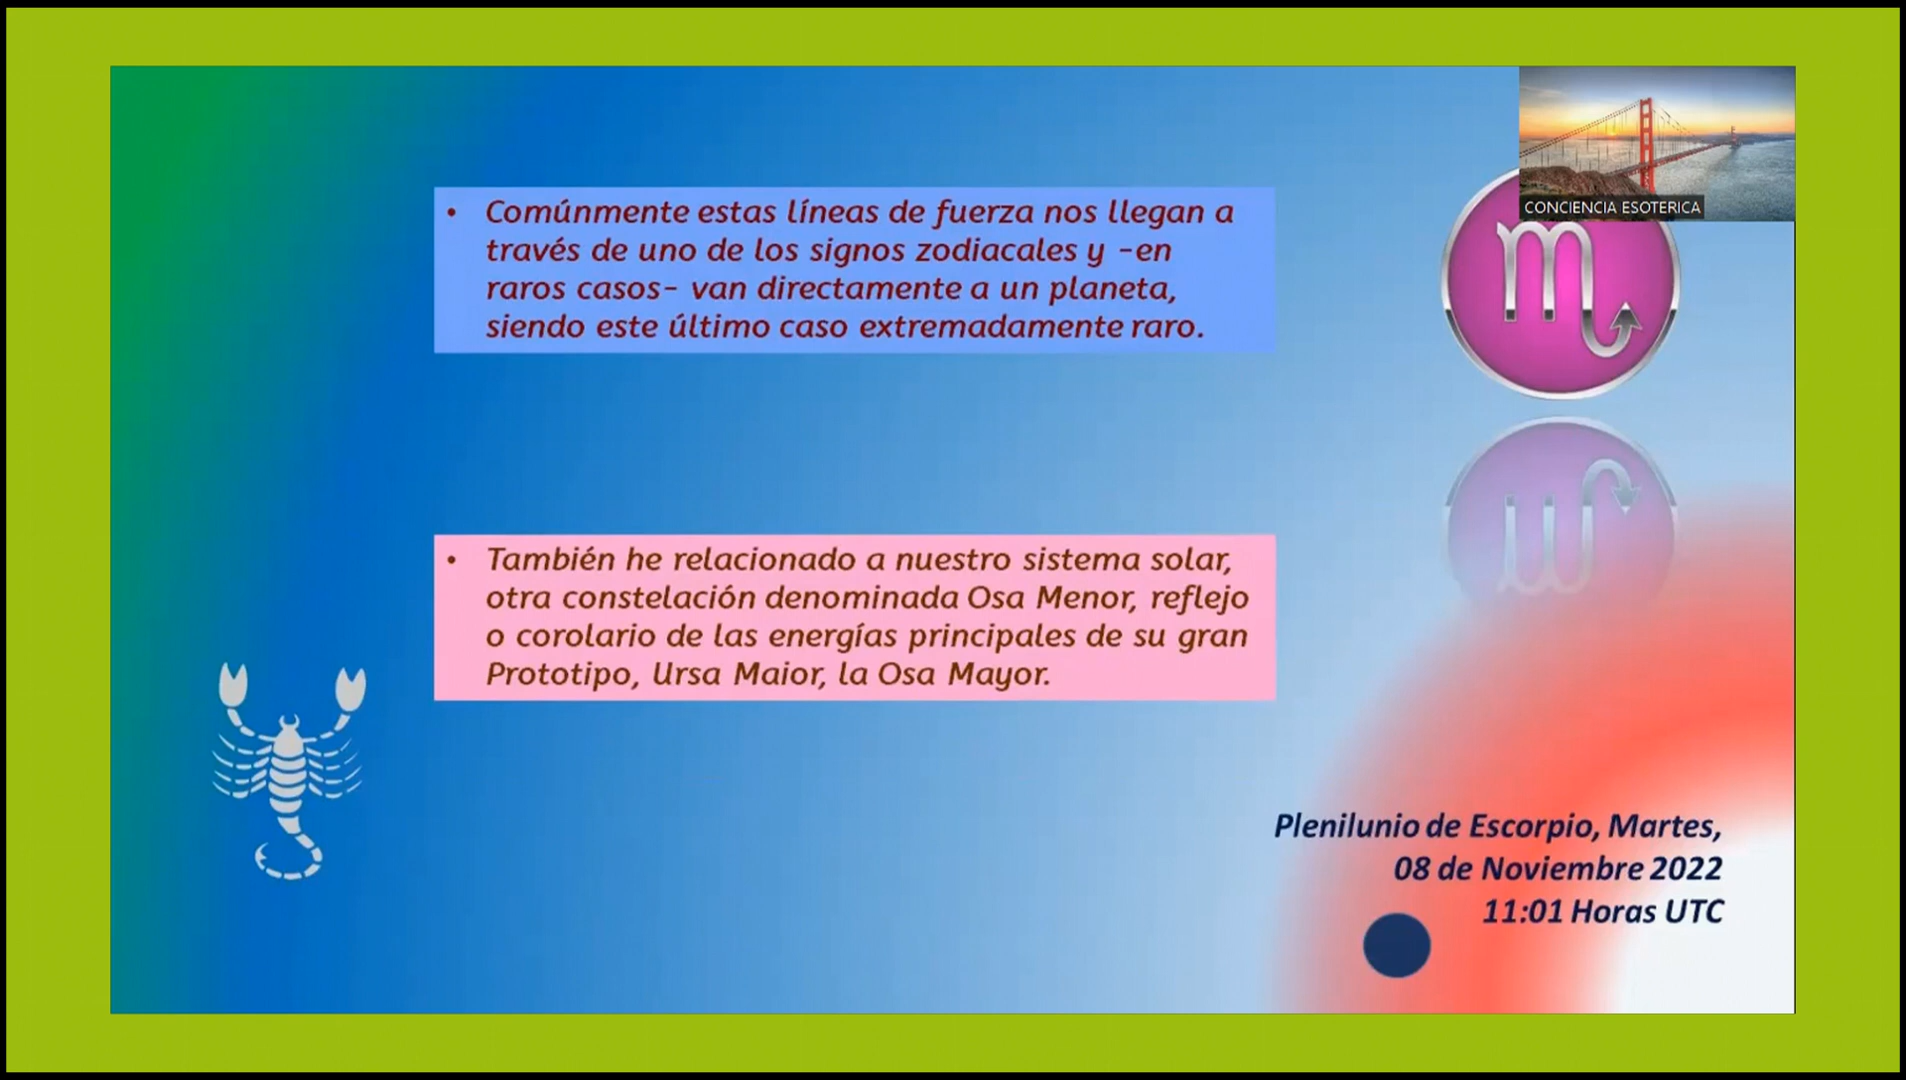 CONCIENCIA ESOTERICA
• Comúnmente estas líneas de fuerza nos llegan a
través de uno de los signos zodiacales y -en
raros casos- van directamente a un planeta,
siendo este último caso extremadamente raro.
• También he relacionado a nuestro sistema solar,
otra constelación denominada Osa Menor, reflejo
o corolario de las energías principales de su gran
Prototipo, Ursa Maior, la Osa Mayor.
Plenilunio de Escorpio, Martes,
08 de Noviembre 2022
11:01 Horas UTC